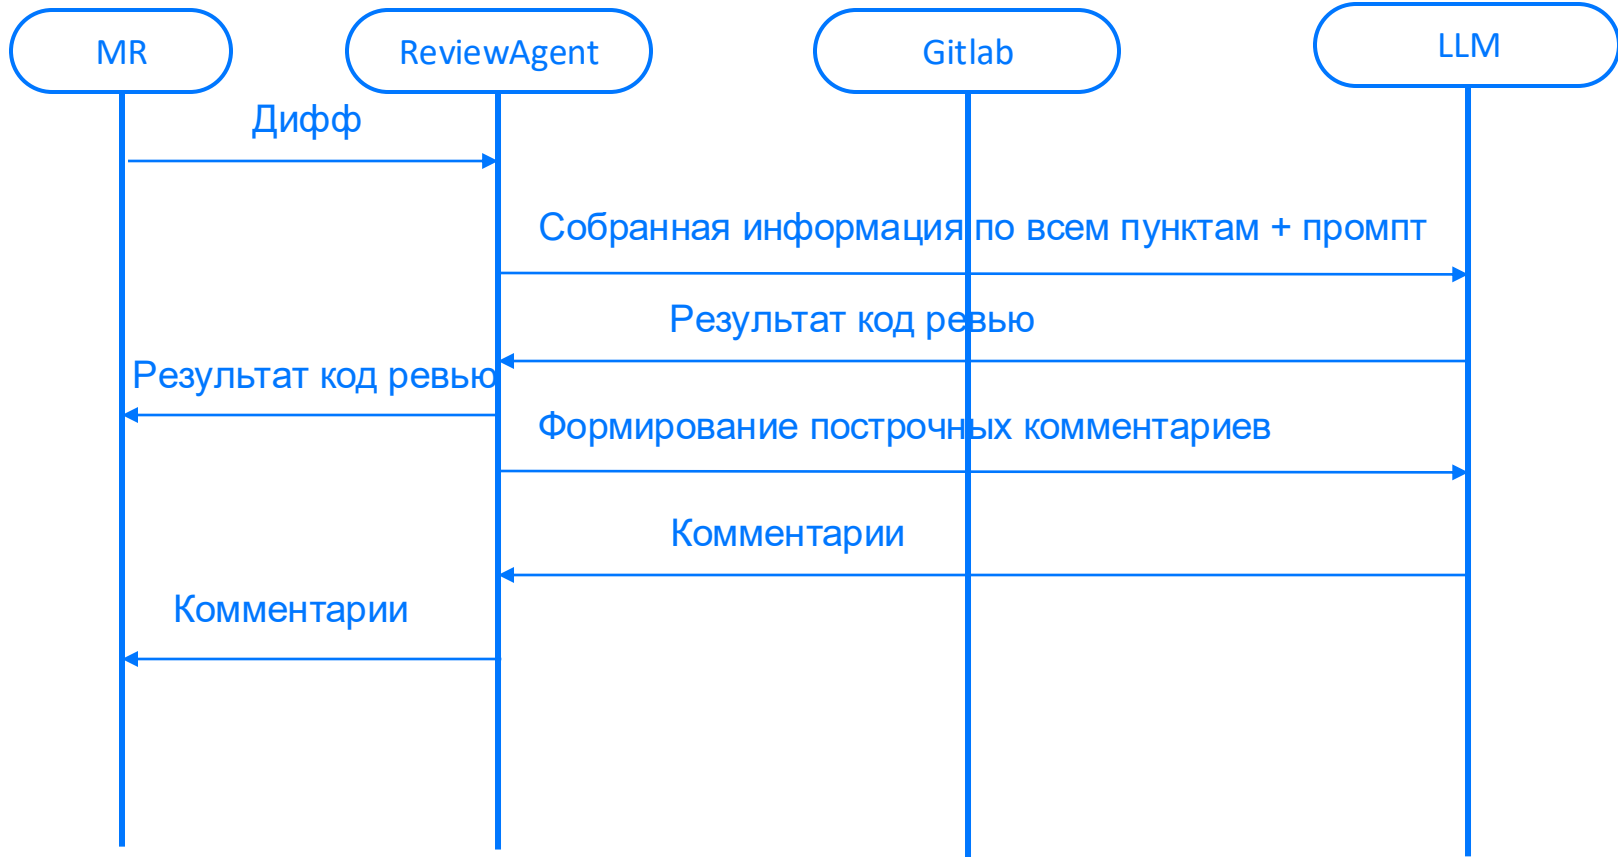 MR
ReviewAgent
Gitlab
LLM
Дифф
Собранная информация по всем пунктам + промпт
Результат код ревью
Результат код ревью
Формирование построчных комментариев
Комментарии
Комментарии